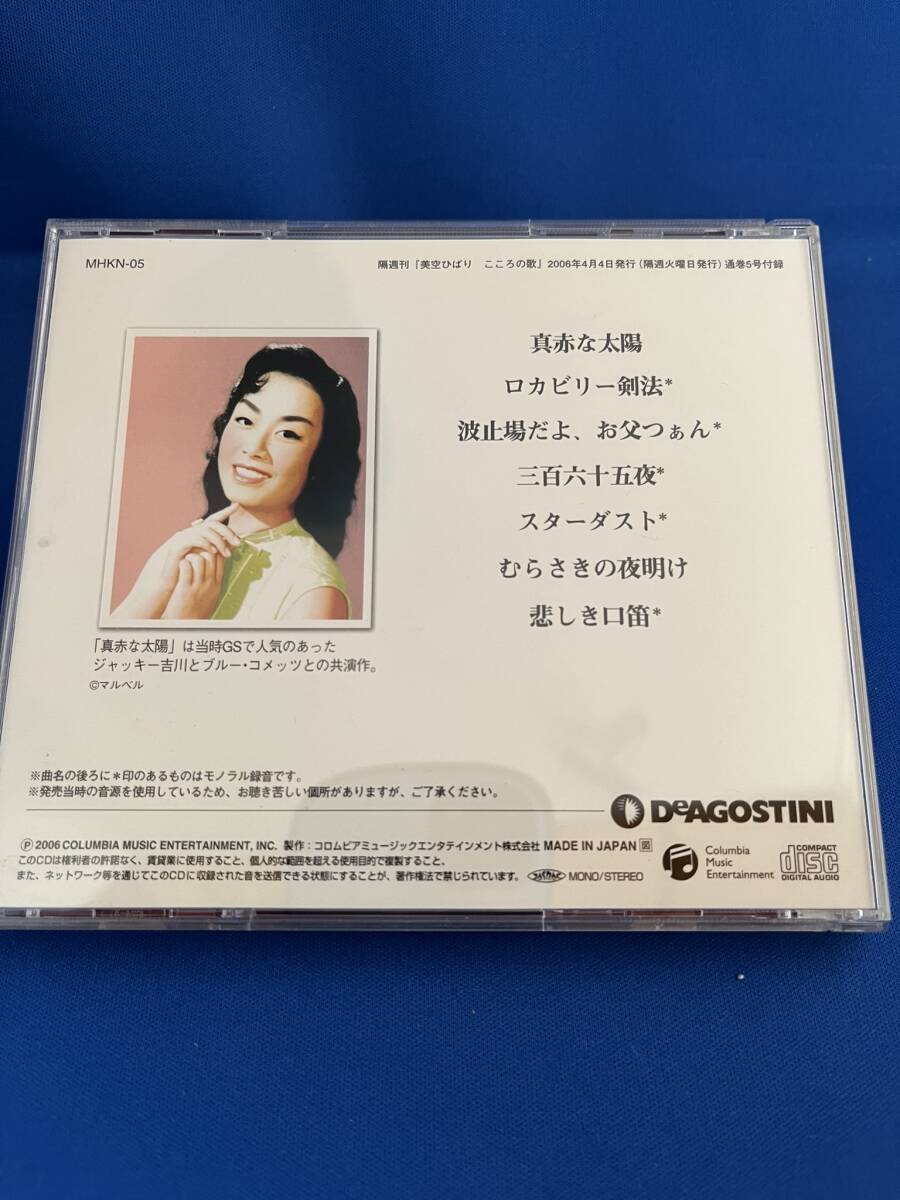 MHKN-05
隔週刊『美空ひばり こころの歌』2006年4月4日発行(隔週火曜日発行)通巻5号付録
真赤な太陽
ロカビリー剣法*
波止場だよ、お父つぁん*
三百六十五夜*
スターダスト*
むらさきの夜明け
悲しき口笛*
「真赤な太陽」は当時GSで人気のあった
ジャッキー吉川とブルー・コメッツとの共演作。
©マルベル
※曲名の後ろに＊印のあるものはモノラル録音です。
※発売当時の音源を使用しているため、お聴き苦しい個所がありますが、ご了承ください。
DeAGOSTINI
℗ 2006 COLUMBIA MUSIC ENTERTAINMENT, INC. 製作：コロムビアミュージックエンタテインメント株式会社 MADE IN JAPAN 図
このCDは権利者の許諾なく、賃貸業に使用すること、個人的な範囲を超える使用目的で複製すること、
また、ネットワーク等を通じてこのCDに収録された音を送信できる状態にすることが、著作権法で禁じられています。 JASRAC MONO/STEREO
Columbia
Music
Entertainment
COMPACT
disc
DIGITAL AUDIO